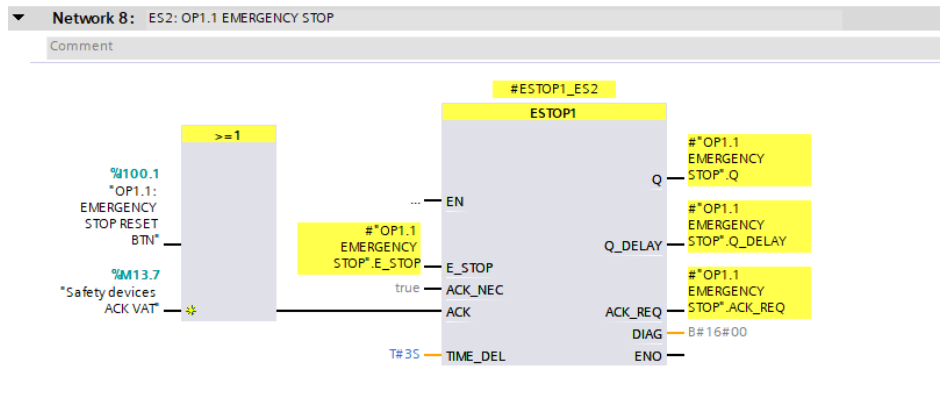 Network 8: ES2: OP1.1 EMERGENCY STOP
Comment
#ESTOP1_ES2
ESTOP1
>=1
%I100.1
"OP1.1:
EMERGENCY
STOP RESET
BTN"
%M13.7
"Safety devices
ACK VAT"
... EN
#"OP1.1
EMERGENCY
STOP".E_STOP
E_STOP
true ACK_NEC
ACK
T#3S TIME_DEL
Q
#"OP1.1
EMERGENCY
STOP".Q
Q_DELAY
#"OP1.1
EMERGENCY
STOP".Q_DELAY
ACK_REQ
#"OP1.1
EMERGENCY
STOP".ACK_REQ
DIAG B#16#00
ENO